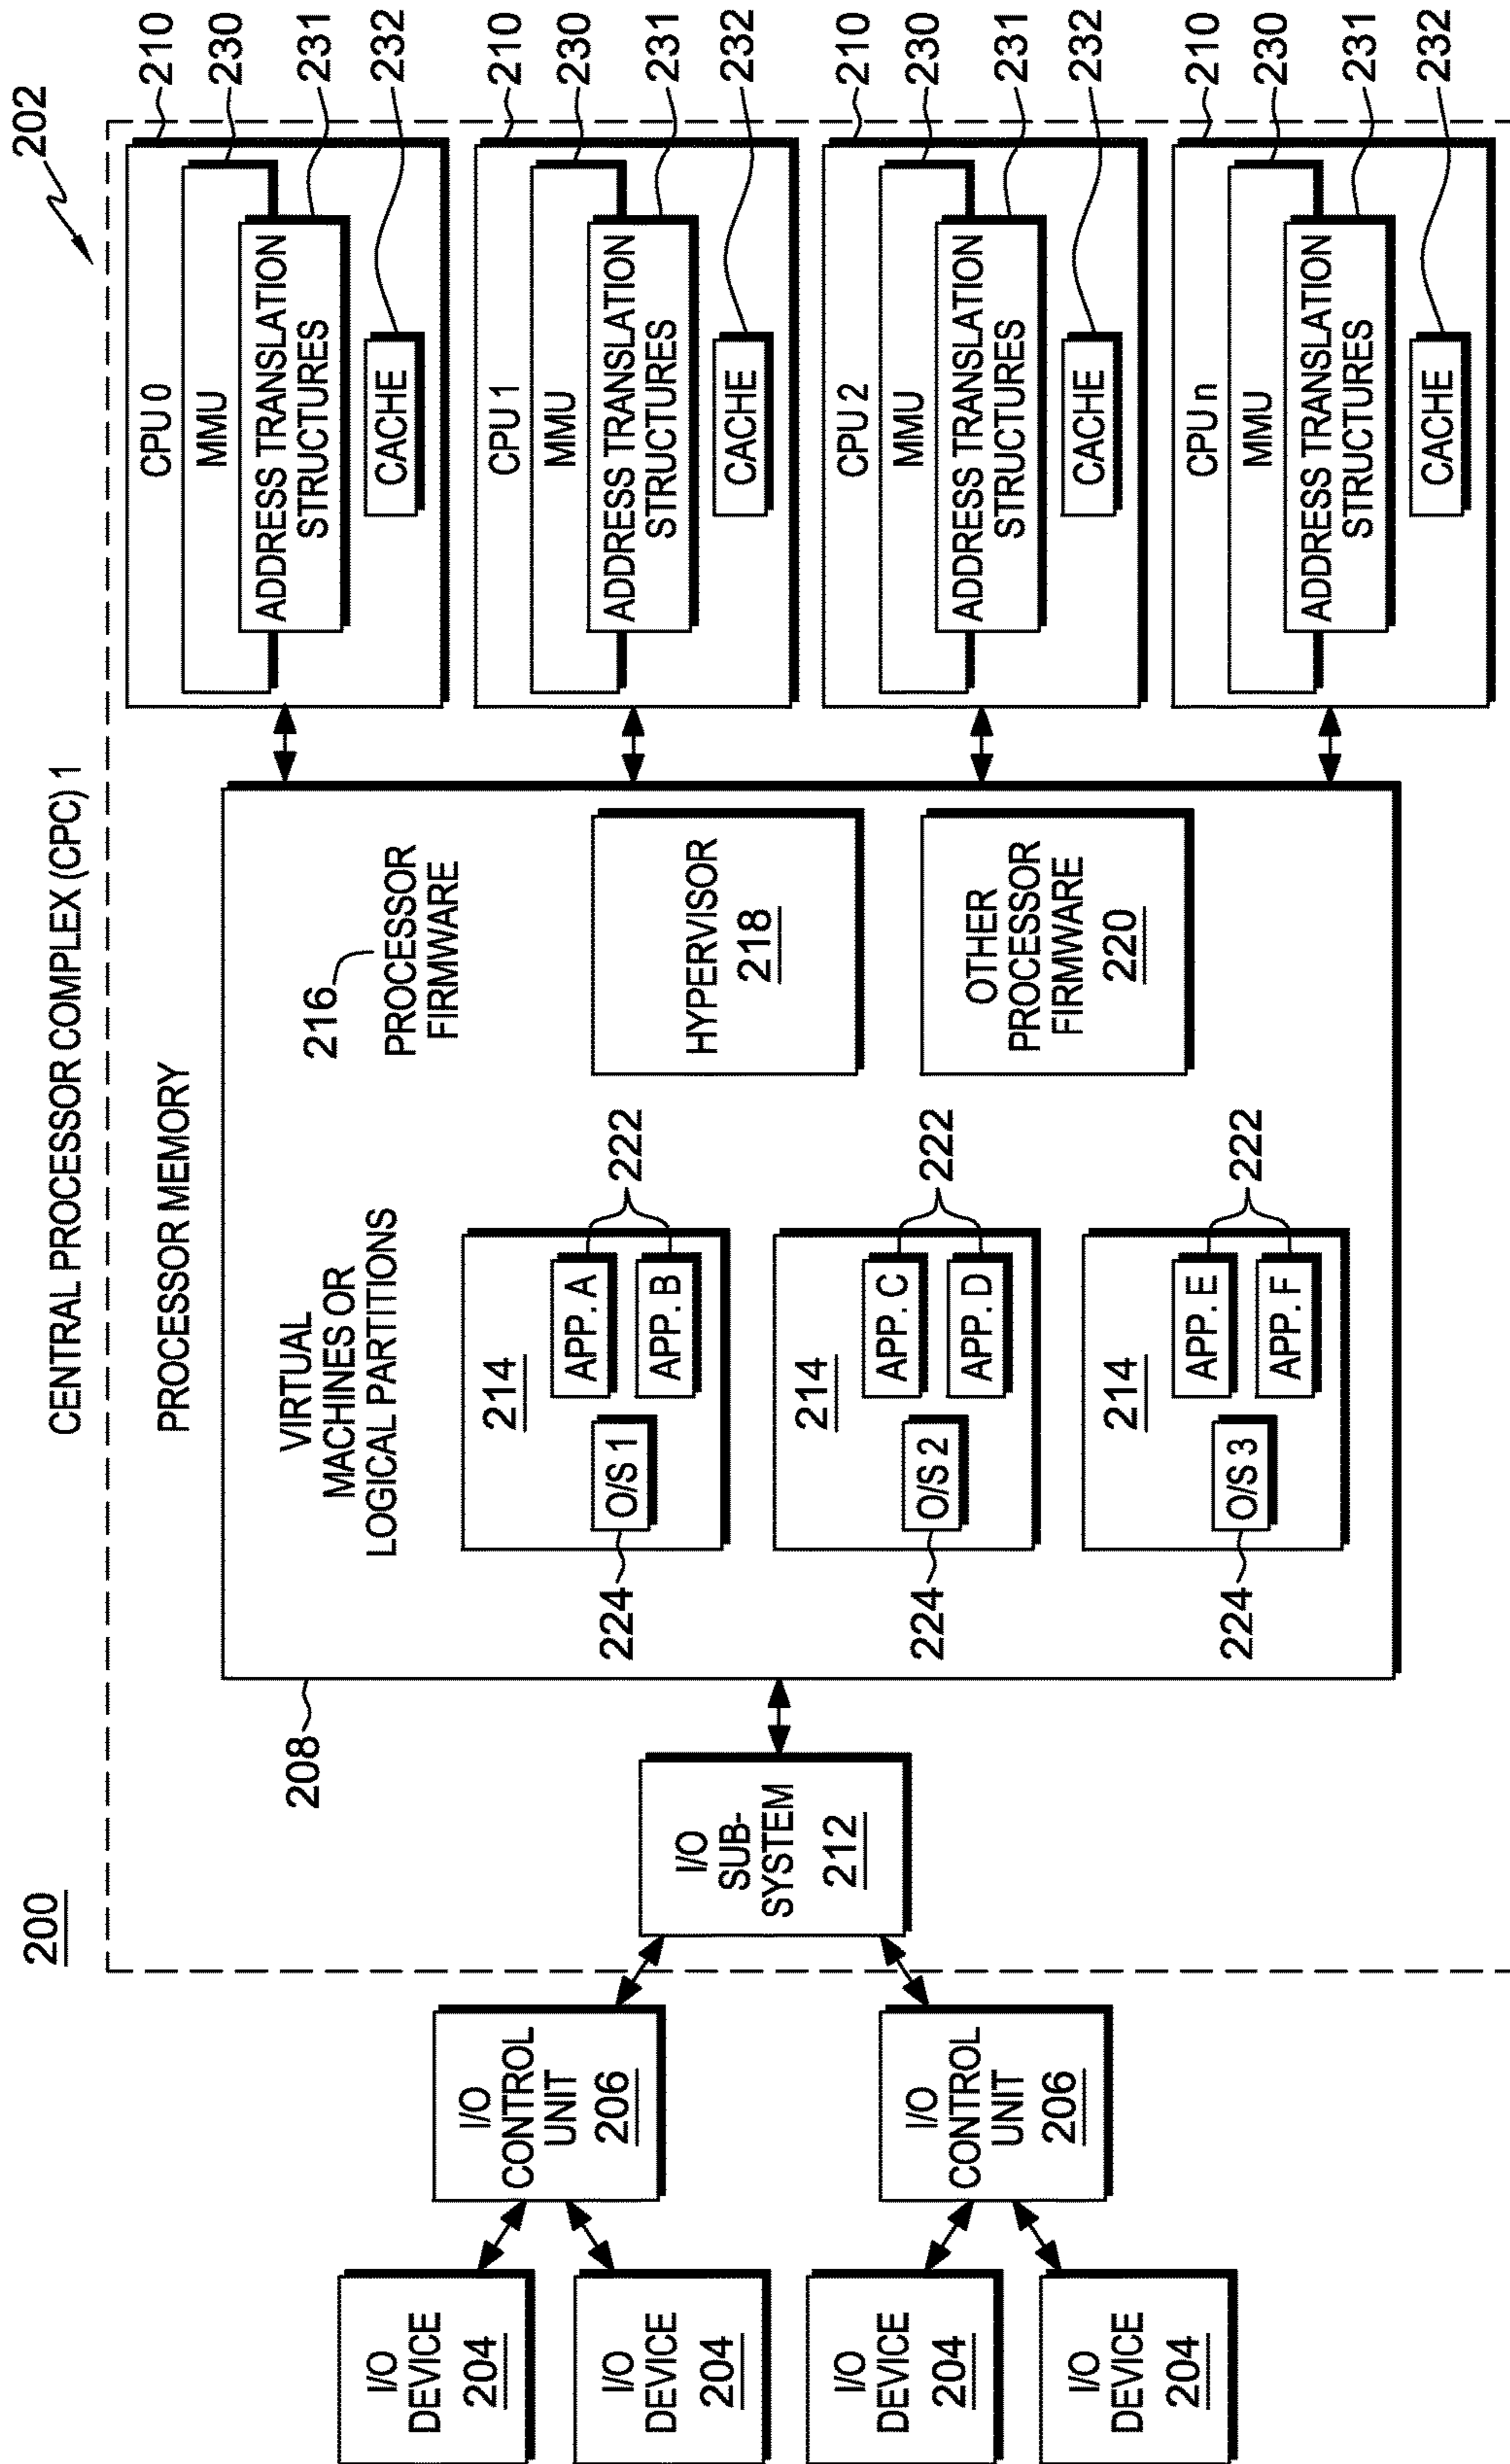 200
CENTRAL PROCESSOR COMPLEX (CPC) 1
202
PROCESSOR MEMORY
208
I/O
DEVICE
204
I/O
DEVICE
204
I/O
DEVICE
204
I/O
DEVICE
204
I/O
CONTROL
UNIT
206
I/O
CONTROL
UNIT
206
I/O
SUB-
SYSTEM
212
VIRTUAL
MACHINES OR
LOGICAL PARTITIONS
214
O/S 1
224
APP. A
APP. B
222
214
O/S 2
224
APP. C
APP. D
222
214
O/S 3
224
APP. E
APP. F
222
216
PROCESSOR
FIRMWARE
HYPERVISOR
218
OTHER
PROCESSOR
FIRMWARE
220
CPU 0
210
MMU
230
ADDRESS TRANSLATION
STRUCTURES
231
CACHE
232
CPU 1
210
MMU
230
ADDRESS TRANSLATION
STRUCTURES
231
CACHE
232
CPU 2
210
MMU
230
ADDRESS TRANSLATION
STRUCTURES
231
CACHE
232
CPU n
210
MMU
230
ADDRESS TRANSLATION
STRUCTURES
231
CACHE
232